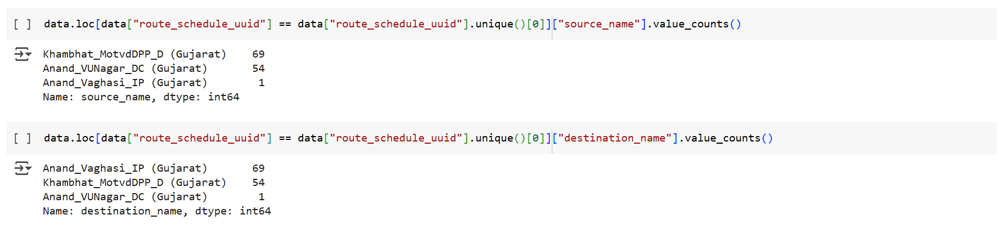 [ ] data.loc[data["route_schedule_uuid"] == data["route_schedule_uuid"].unique()[0]]["source_name"].value_counts()
Khambhat_MotvdDPP_D (Gujarat)    69
Anand_VUNagar_DC (Gujarat)       54
Anand_Vaghasi_IP (Gujarat)        1
Name: source_name, dtype: int64
[ ] data.loc[data["route_schedule_uuid"] == data["route_schedule_uuid"].unique()[0]]["destination_name"].value_counts()
Anand_Vaghasi_IP (Gujarat)       69
Khambhat_MotvdDPP_D (Gujarat)    54
Anand_VUNagar_DC (Gujarat)        1
Name: destination_name, dtype: int64